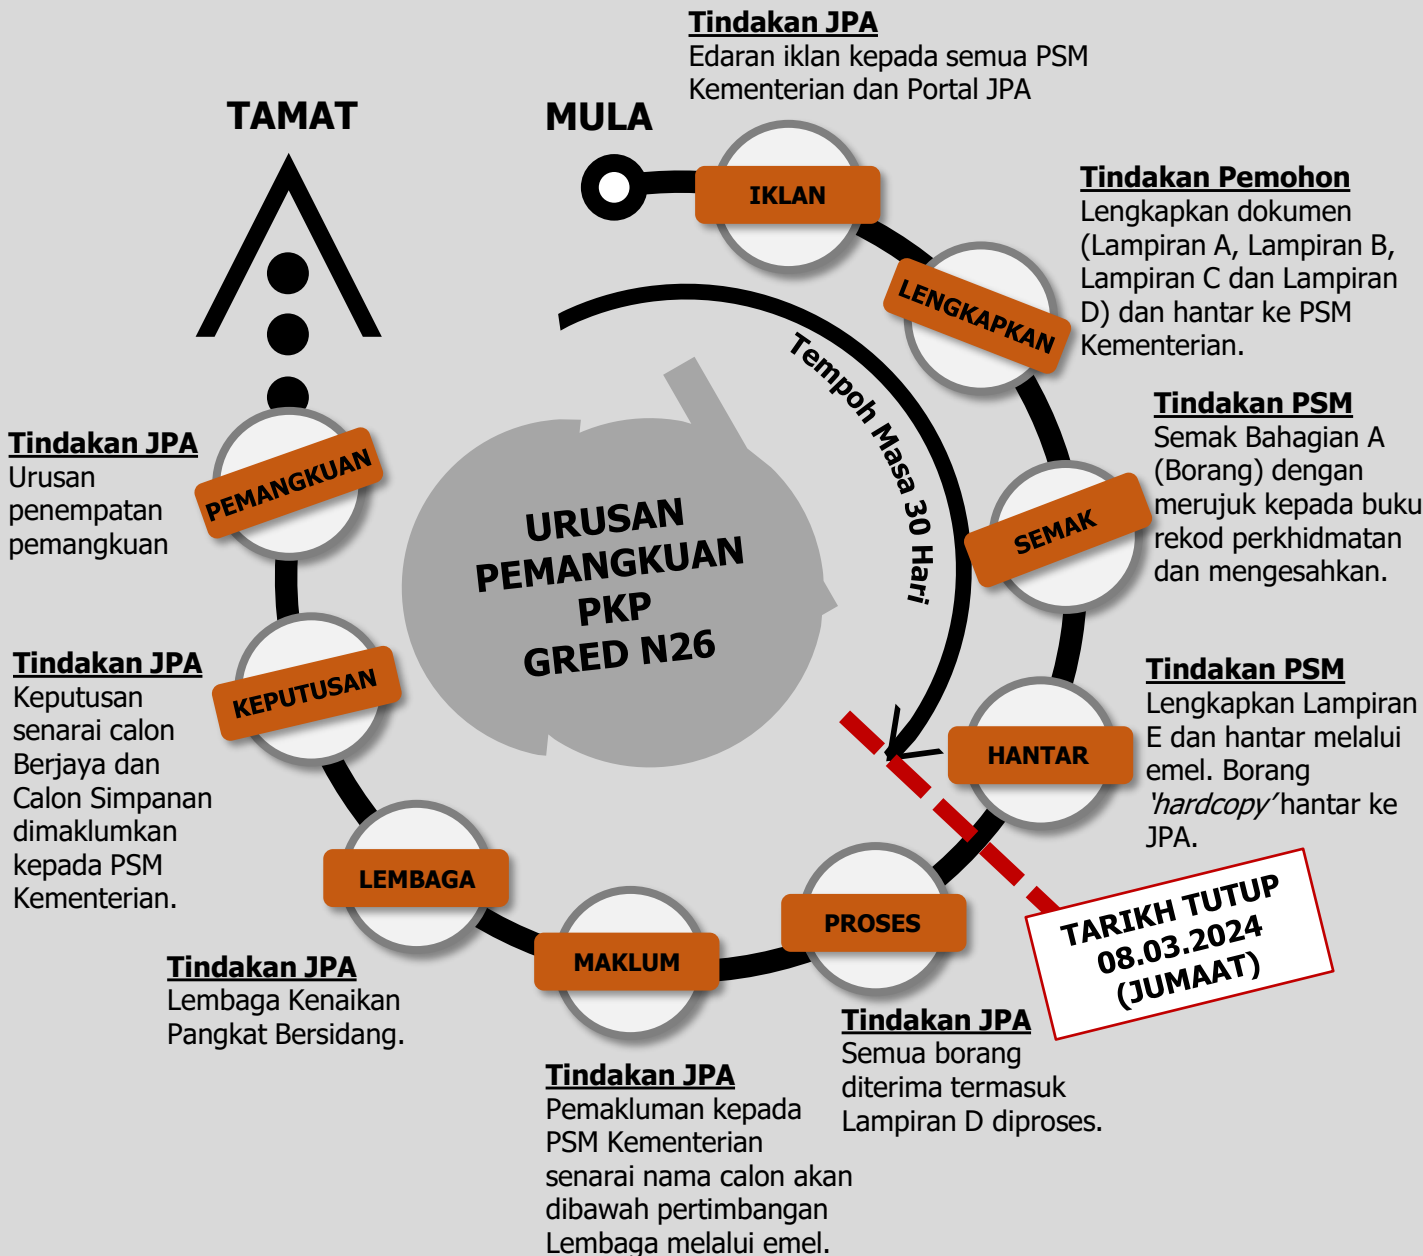 TAMAT
MULA
Tindakan JPA
Edaran iklan kepada semua PSM
Kementerian dan Portal JPA
IKLAN
Tindakan Pemohon
Lengkapkan dokumen
(Lampiran A, Lampiran B,
Lampiran C dan Lampiran
D) dan hantar ke PSM
Kementerian.
LENGKAPKAN
Tindakan PSM
Semak Bahagian A
(Borang) dengan
merujuk kepada buku
rekod perkhidmatan
dan mengesahkan.
SEMAK
Tindakan PSM
Lengkapkan Lampiran
E dan hantar melalui
emel. Borang
‘hardcopy’ hantar ke
JPA.
HANTAR
Tempoh Masa 30 Hari
URUSAN
PEMANGKUAN
PKP
GRED N26
TARIKH TUTUP
08.03.2024
(JUMAAT)
PROSES
Tindakan JPA
Semua borang
diterima termasuk
Lampiran D diproses.
MAKLUM
Tindakan JPA
Pemakluman kepada
PSM Kementerian
senarai nama calon akan
dibawah pertimbangan
Lembaga melalui emel.
LEMBAGA
Tindakan JPA
Lembaga Kenaikan
Pangkat Bersidang.
KEPUTUSAN
Tindakan JPA
Keputusan
senarai calon
Berjaya dan
Calon Simpanan
dimaklumkan
kepada PSM
Kementerian.
PEMANGKUAN
Tindakan JPA
Urusan
penempatan
pemangkuan